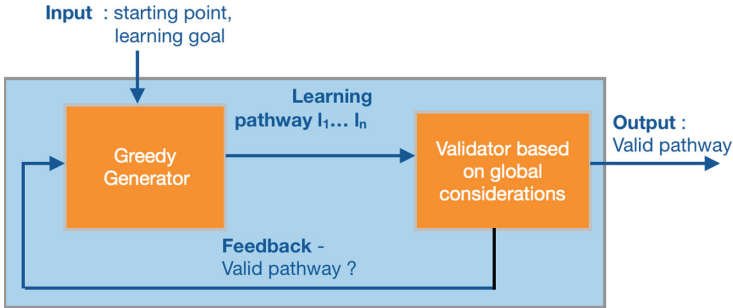 Input : starting point,
learning goal
Learning
pathway l₁... lₙ
Greedy
Generator
Validator based
on global
considerations
Output :
Valid pathway
Feedback -
Valid pathway ?